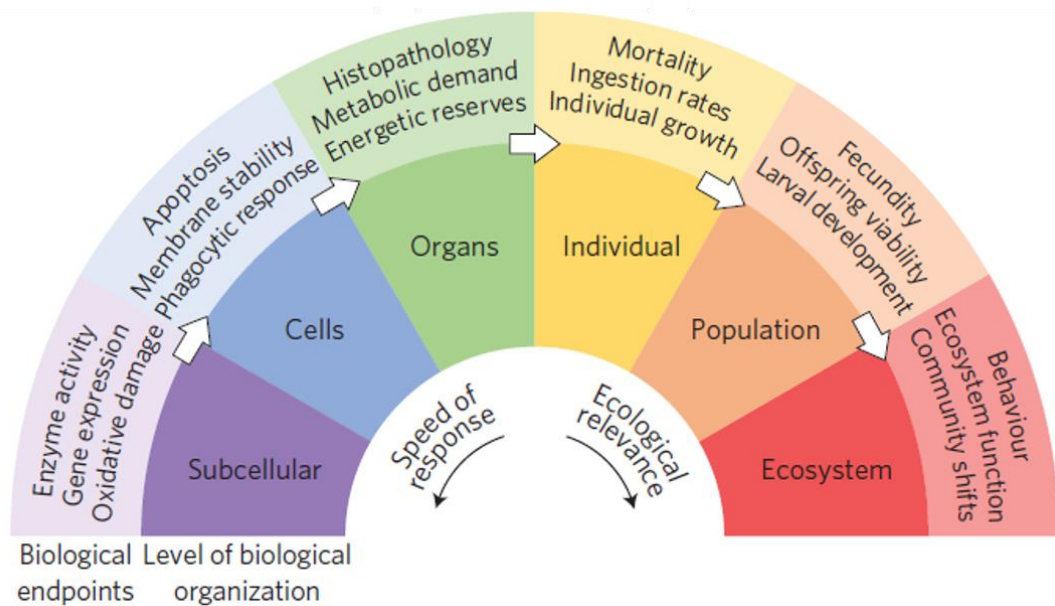 Enzyme activity
Gene expression
Oxidative damage
Apoptosis
Membrane stability
Phagocytic response
Histopathology
Metabolic demand
Energetic reserves
Mortality
Ingestion rates
Individual growth
Fecundity
Offspring viability
Larval development
Behaviour
Ecosystem function
Community shifts
Subcellular
Cells
Organs
Individual
Population
Ecosystem
Speed of
response
Ecological
relevance
Biological
endpoints
Level of biological
organization